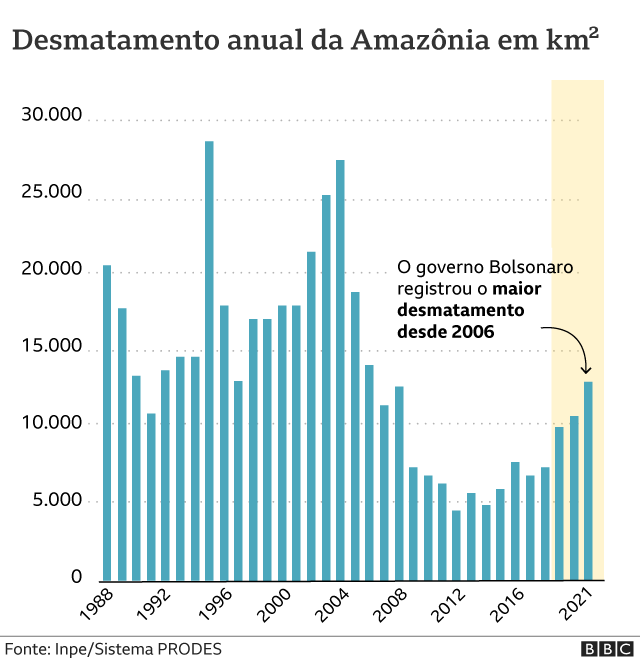 Desmatamento anual da Amazônia em km²
30.000
25.000
20.000
O governo Bolsonaro
registrou o maior
desmatamento
desde 2006
15.000
10.000
5.000
0
1988
1992
1996
2000
2004
2008
2012
2016
2021
Fonte: Inpe/Sistema PRODES
BBC